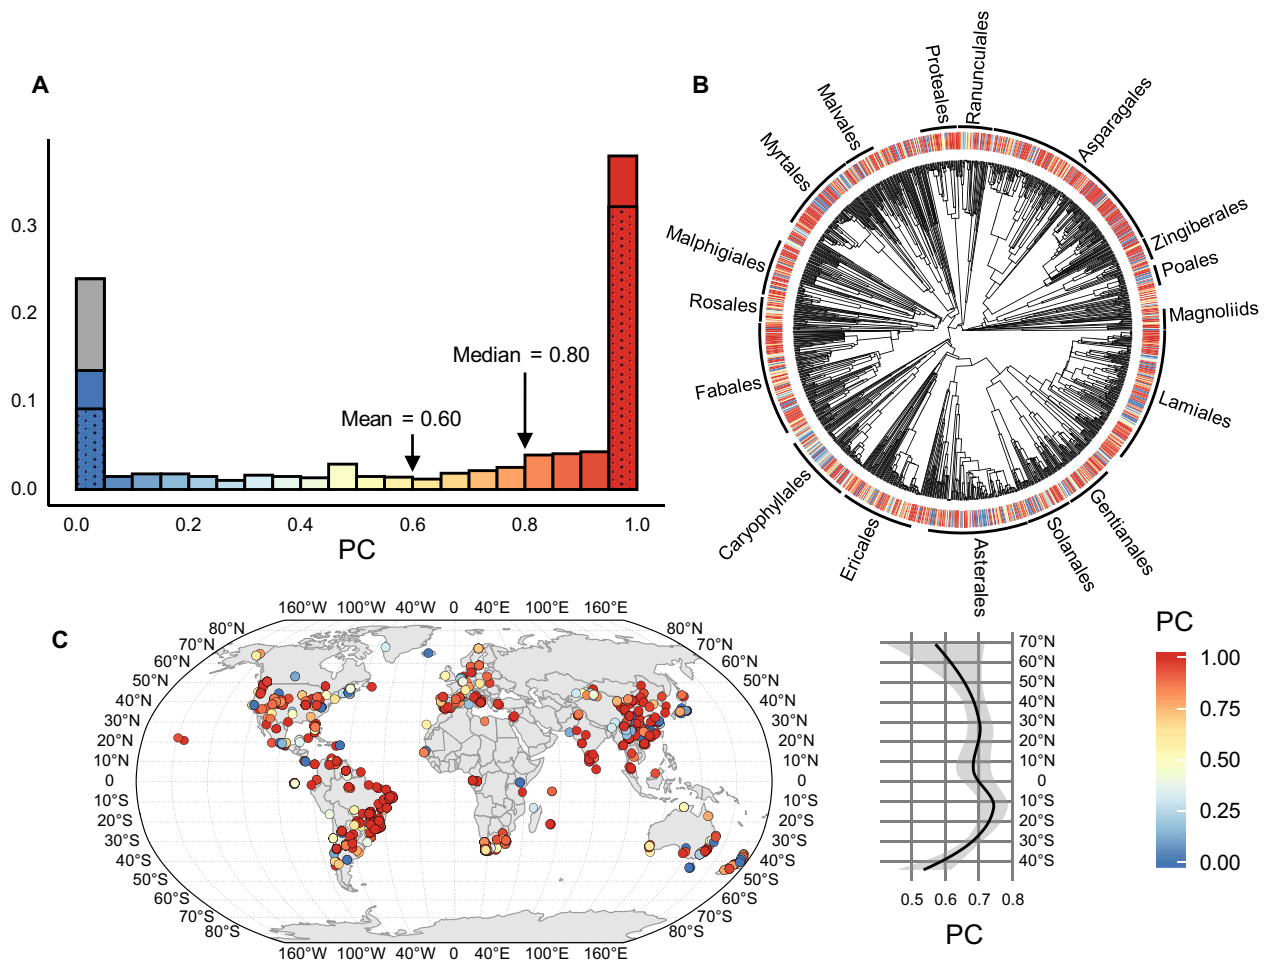 A
0.3
0.2
0.1
0.0
Median = 0.80
Mean = 0.60
0.0 0.2 0.4 0.6 0.8 1.0
PC
B
Proteales
Ranunculales
Asparagales
Zingiberales
Poales
Magnoliids
Lamiales
Gentianales
Solanales
Asterales
Ericales
Caryophyllales
Fabales
Rosales
Malphigiales
Myrtales
Malvales
C
160°W 100°W 40°W 0 40°E 100°E 160°E
80°N 80°N
70°N 70°N
60°N 60°N
50°N 50°N
40°N 40°N
30°N 30°N
20°N 20°N
10°N 10°N
0 0
10°S 10°S
20°S 20°S
30°S 30°S
40°S 40°S
50°S 50°S
60°S 60°S
70°S 70°S
80°S 80°S
160°W 100°W 40°W 0 40°E 100°E 160°E
70°N
60°N
50°N
40°N
30°N
20°N
10°N
0
10°S
20°S
30°S
40°S
0.5 0.6 0.7 0.8
PC
PC
1.00
0.75
0.50
0.25
0.00